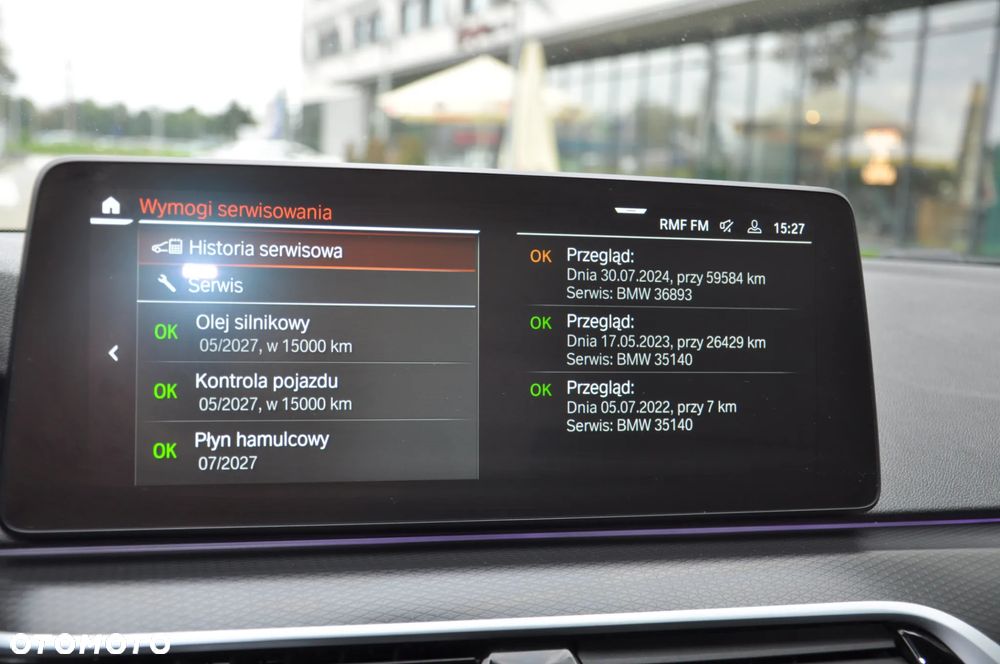 Wymogi serwisowania
RMF FM 15:27
Historia serwisowa
Serwis
OK Olej silnikowy
05/2027, w 15000 km
OK Kontrola pojazdu
05/2027, w 15000 km
OK Płyn hamulcowy
07/2027
OK Przegląd:
Dnia 30.07.2024, przy 59584 km
Serwis: BMW 36893
OK Przegląd:
Dnia 17.05.2023, przy 26429 km
Serwis: BMW 35140
OK Przegląd:
Dnia 05.07.2022, przy 7 km
Serwis: BMW 35140
OTOMOTO